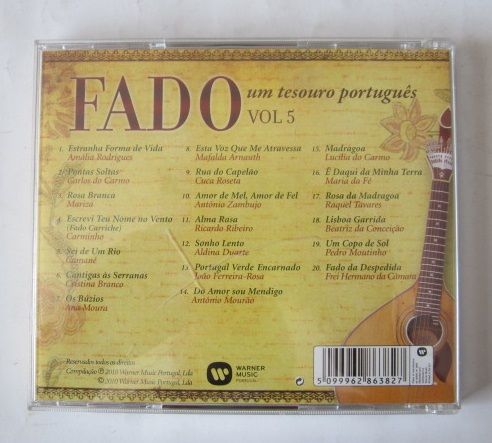 FADO um tesouro português
VOL 5
1. Estranha Forma de Vida
Amália Rodrigues
2. Pontas Soltas
Carlos do Carmo
3. Rosa Branca
Mariza
4. Escrevi Teu Nome no Vento
(Fado Carriche)
Carminho
5. Sei de Um Rio
Camané
6. Cantigas às Serranas
Cristina Branco
7. Os Búzios
Ana Moura
8. Esta Voz Que Me Atravessa
Mafalda Arnauth
9. Rua do Capelão
Cuca Roseta
10. Amor de Mel, Amor de Fel
António Zambujo
11. Alma Rasa
Ricardo Ribeiro
12. Sonho Lento
Aldina Duarte
13. Portugal Verde Encarnado
João Ferreira-Rosa
14. Do Amor sou Mendigo
António Mourão
15. Madragoa
Lucília do Carmo
16. É Daqui da Minha Terra
Maria da Fé
17. Rosa da Madragoa
Raquel Tavares
18. Lisboa Garrida
Beatriz da Conceição
19. Um Copo de Sol
Pedro Moutinho
20. Fado da Despedida
Frei Hermano da Câmara
Reservados todos os direitos
Compilação ℗ 2010 Warner Music Portugal, Lda
© 2010 Warner Music Portugal, Lda
WARNER
MUSIC
PORTUGAL
5 099962 863827